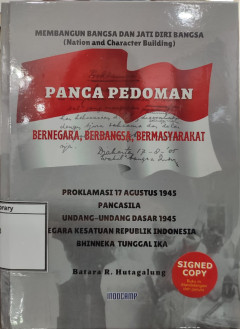 MEMBANGUN BANGSA DAN JATI DIRI BANGSA
(Nation and Character Building)
PANCA PEDOMAN
BERNEGARA, BERBANGSA, BERMASYARAKAT
PROKLAMASI 17 AGUSTUS 1945
PANCASILA
UNDANG-UNDANG DASAR 1945
EGARA KESATUAN REPUBLIK INDONESIA
BHINNEKA TUNGGAL IKA
Batara R. Hutagalung
SIGNED
COPY
INDOCAMP